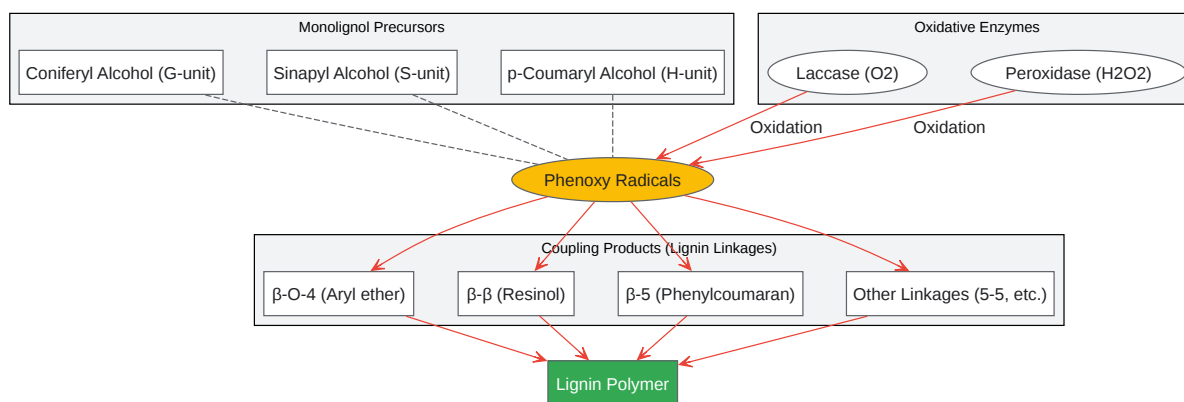 Monolignol Precursors
Oxidative Enzymes
Coniferyl Alcohol (G-unit)
Sinapyl Alcohol (S-unit)
p-Coumaryl Alcohol (H-unit)
Laccase (O2)
Peroxidase (H2O2)
Oxidation
Oxidation
Phenoxy Radicals
Coupling Products (Lignin Linkages)
β-O-4 (Aryl ether)
β-β (Resinol)
β-5 (Phenylcoumaran)
Other Linkages (5-5, etc.)
Lignin Polymer